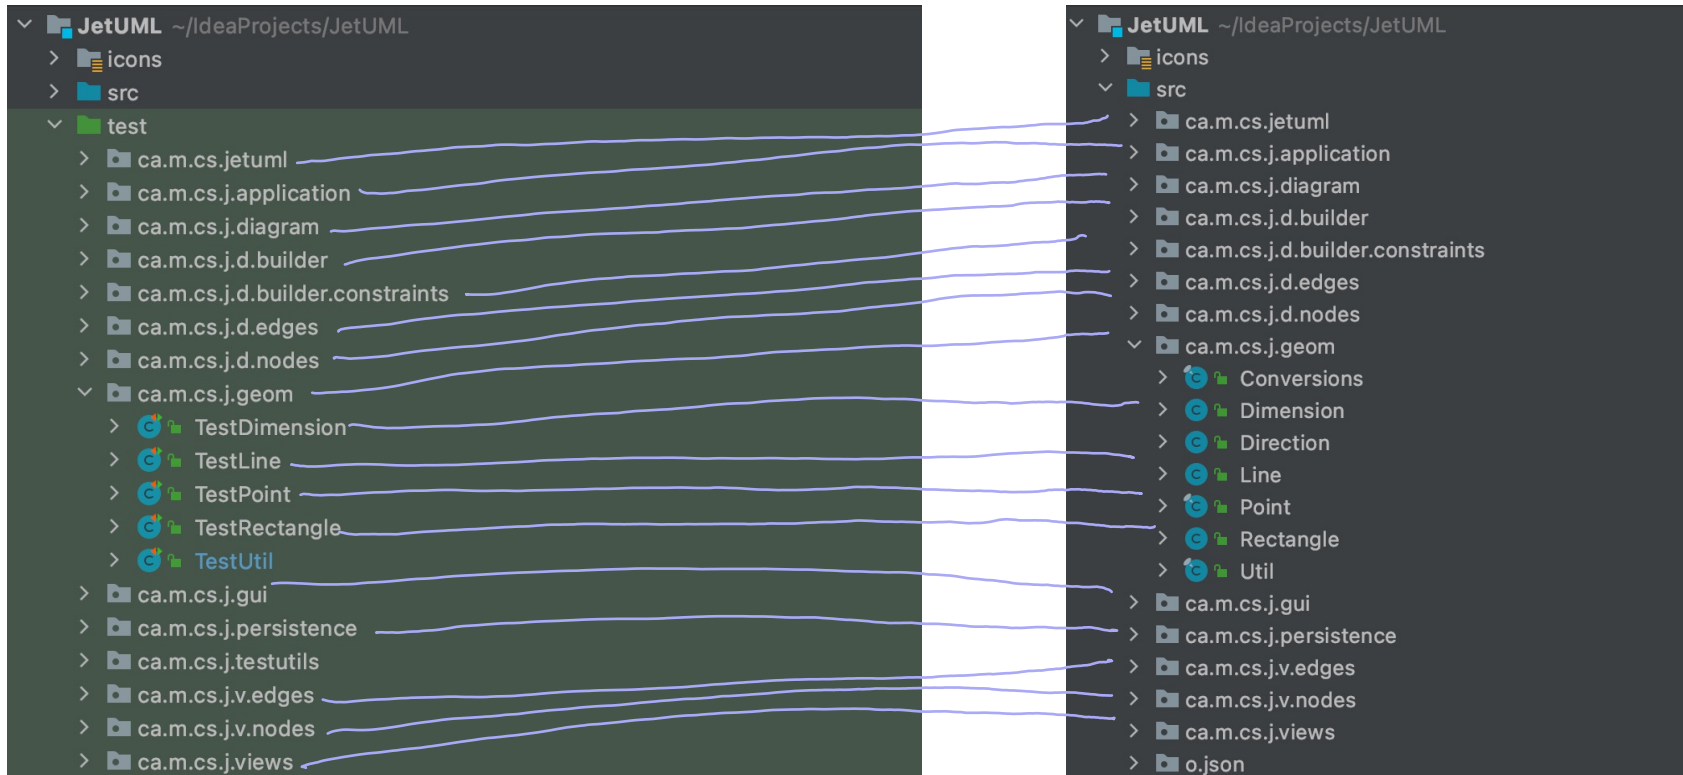 JetUML ~/IdeaProjects/JetUML
icons
src
test
ca.m.cs.jetuml
ca.m.cs.j.application
ca.m.cs.j.diagram
ca.m.cs.j.d.builder
ca.m.cs.j.d.builder.constraints
ca.m.cs.j.d.edges
ca.m.cs.j.d.nodes
ca.m.cs.j.geom
C TestDimension
C TestLine
C TestPoint
C TestRectangle
C TestUtil
ca.m.cs.j.gui
ca.m.cs.j.persistence
ca.m.cs.j.testutils
ca.m.cs.j.v.edges
ca.m.cs.j.v.nodes
ca.m.cs.j.views
JetUML ~/IdeaProjects/JetUML
icons
src
ca.m.cs.jetuml
ca.m.cs.j.application
ca.m.cs.j.diagram
ca.m.cs.j.d.builder
ca.m.cs.j.d.builder.constraints
ca.m.cs.j.d.edges
ca.m.cs.j.d.nodes
ca.m.cs.j.geom
C Conversions
C Dimension
C Direction
C Line
C Point
C Rectangle
C Util
ca.m.cs.j.gui
ca.m.cs.j.persistence
ca.m.cs.j.v.edges
ca.m.cs.j.v.nodes
ca.m.cs.j.views
o.json